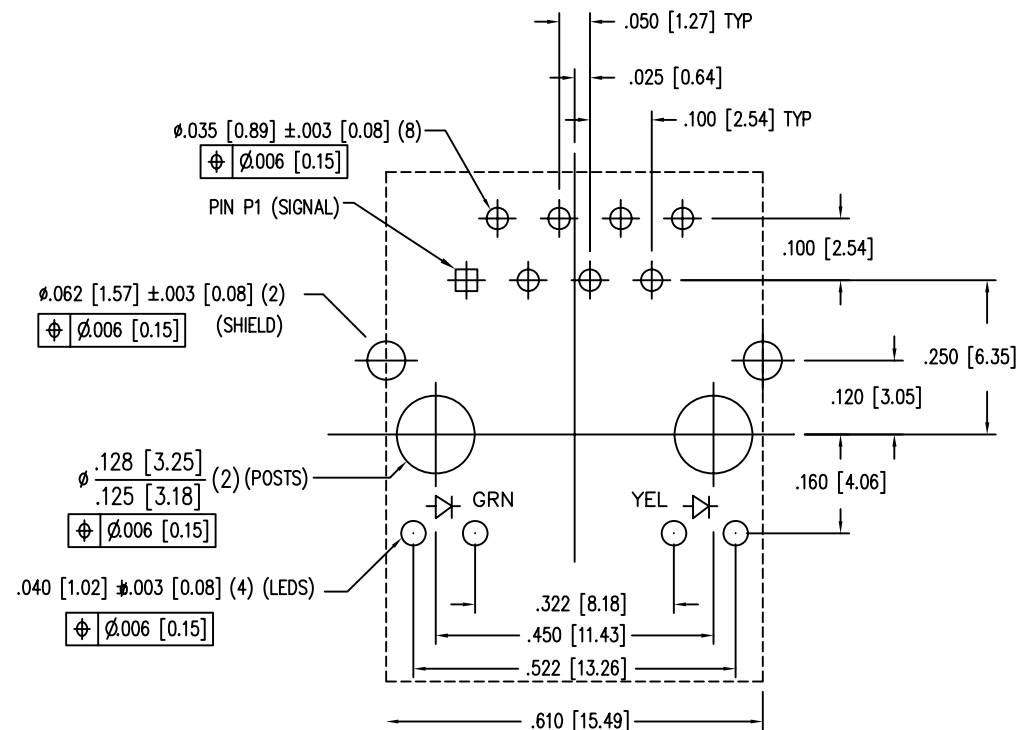 .050 [1.27] TYP
.025 [0.64]
.100 [2.54] TYP
ø.035 [0.89] ±.003 [0.08] (8)
⌖ Ø.006 [0.15]
PIN P1 (SIGNAL)
.100 [2.54]
ø.062 [1.57] ±.003 [0.08] (2)
(SHIELD)
⌖ Ø.006 [0.15]
.250 [6.35]
.120 [3.05]
ø .128 [3.25]
.125 [3.18] (2) (POSTS)
⌖ Ø.006 [0.15]
.160 [4.06]
GRN
YEL
.040 [1.02] ±.003 [0.08] (4) (LEDS)
⌖ Ø.006 [0.15]
.322 [8.18]
.450 [11.43]
.522 [13.26]
.610 [15.49]